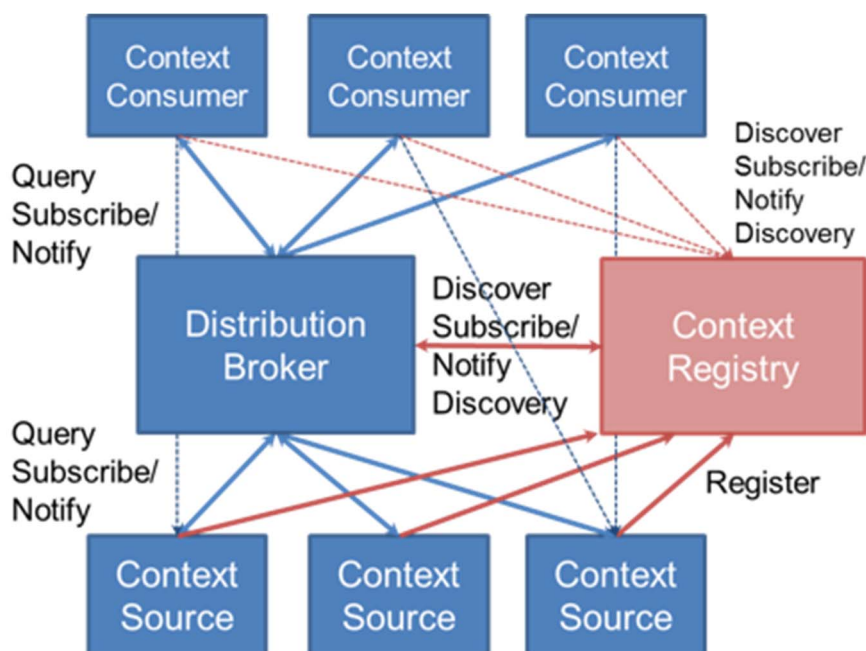 Context
Consumer
Context
Consumer
Context
Consumer
Discover
Subscribe/
Notify
Discovery
Query
Subscribe/
Notify
Distribution
Broker
Discover
Subscribe/
Notify
Discovery
Context
Registry
Query
Subscribe/
Notify
Register
Context
Source
Context
Source
Context
Source